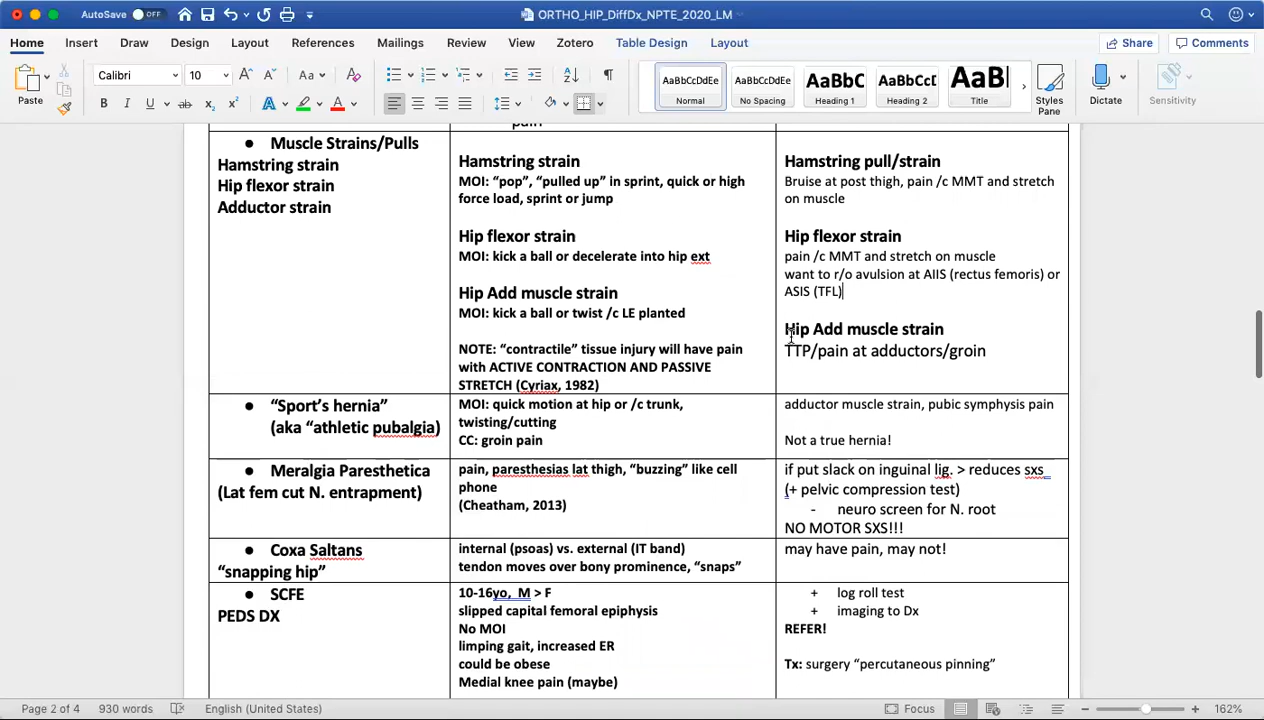 AutoSave OFF ORTHO_HIP_DiffDx_NPTE_2020_LM
Home Insert Draw Design Layout References Mailings Review View Zotero Table Design Layout Share Comments
Paste Calibri 10 Aa AaBbCcDdEe Normal AaBbCcDdEe No Spacing AaBbC Heading 1 AaBbCcI Heading 2 AaB Title Styles Pane Dictate Sensitivity
B I U ab x2 x2 A A
pain
● Muscle Strains/Pulls
Hamstring strain
Hip flexor strain
Adductor strain
Hamstring strain
MOI: “pop”, “pulled up” in sprint, quick or high
force load, sprint or jump
Hip flexor strain
MOI: kick a ball or decelerate into hip ext
Hip Add muscle strain
MOI: kick a ball or twist /c LE planted
NOTE: “contractile” tissue injury will have pain
with ACTIVE CONTRACTION AND PASSIVE
STRETCH (Cyriax, 1982)
Hamstring pull/strain
Bruise at post thigh, pain /c MMT and stretch
on muscle
Hip flexor strain
pain /c MMT and stretch on muscle
want to r/o avulsion at AIIS (rectus femoris) or
ASIS (TFL)
Hip Add muscle strain
TTP/pain at adductors/groin
● “Sport’s hernia”
(aka “athletic pubalgia)
MOI: quick motion at hip or /c trunk,
twisting/cutting
CC: groin pain
adductor muscle strain, pubic symphysis pain
Not a true hernia!
● Meralgia Paresthetica
(Lat fem cut N. entrapment)
pain, paresthesias lat thigh, “buzzing” like cell
phone
(Cheatham, 2013)
if put slack on inguinal lig. > reduces sxs
(+ pelvic compression test)
- neuro screen for N. root
NO MOTOR SXS!!!
● Coxa Saltans
“snapping hip”
internal (psoas) vs. external (IT band)
tendon moves over bony prominence, “snaps”
may have pain, may not!
● SCFE
PEDS DX
10-16yo, M > F
slipped capital femoral epiphysis
No MOI
limping gait, increased ER
could be obese
Medial knee pain (maybe)
+ log roll test
+ imaging to Dx
REFER!
Tx: surgery “percutaneous pinning”
Page 2 of 4 930 words English (United States) Focus 162%